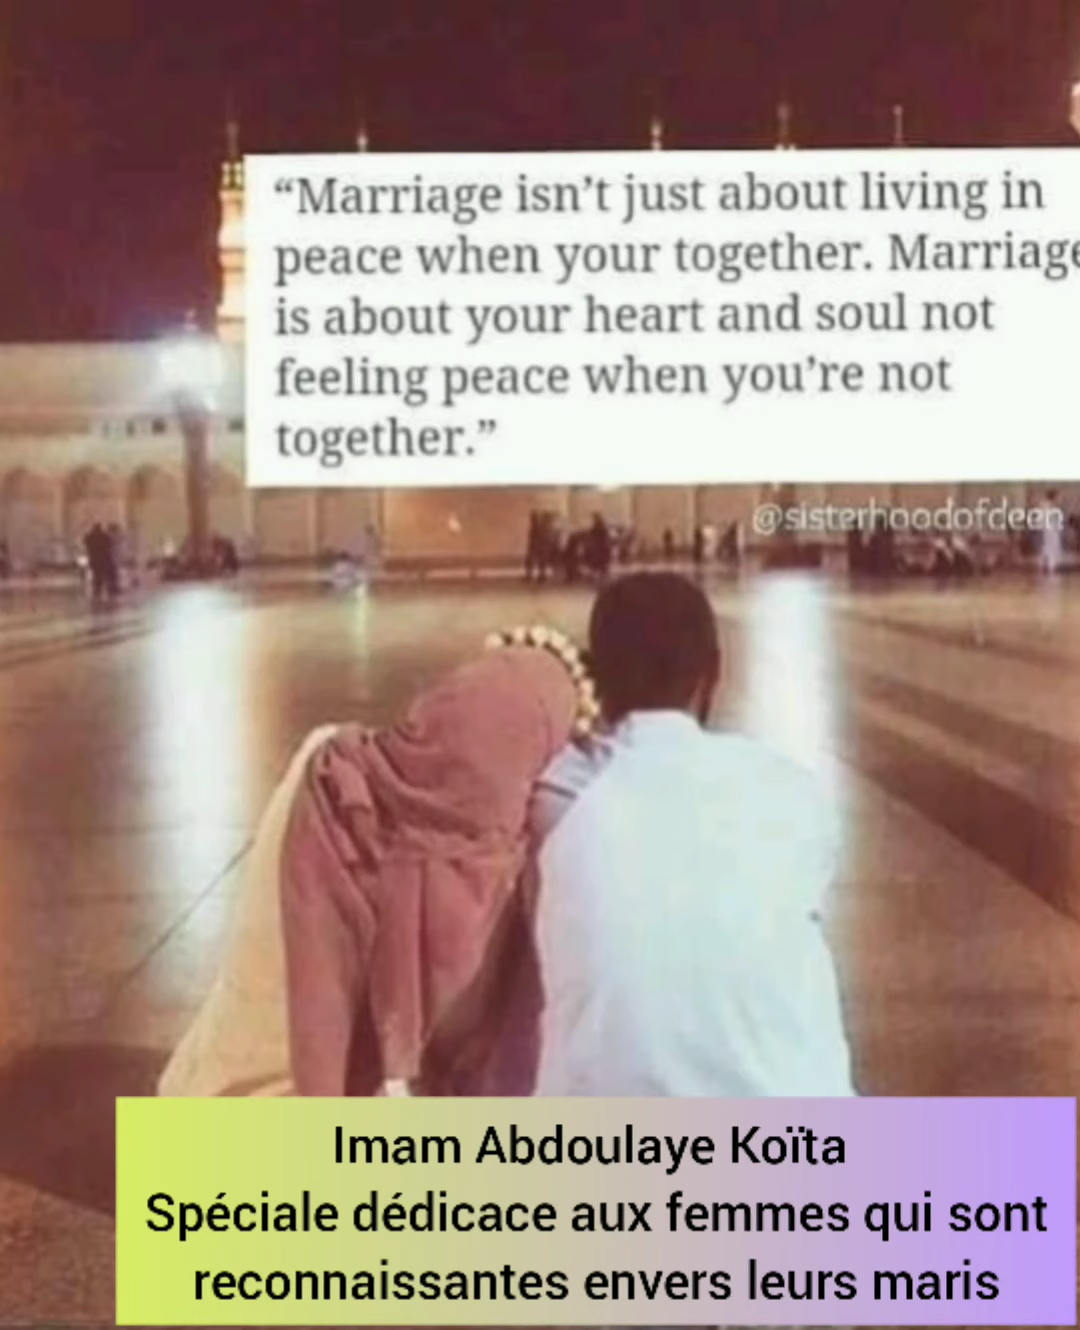 “Marriage isn’t just about living in
peace when your together. Marriage
is about your heart and soul not
feeling peace when you’re not
together.”
@sisterhoodofdeen
Imam Abdoulaye Koïta
Spéciale dédicace aux femmes qui sont
reconnaissantes envers leurs maris